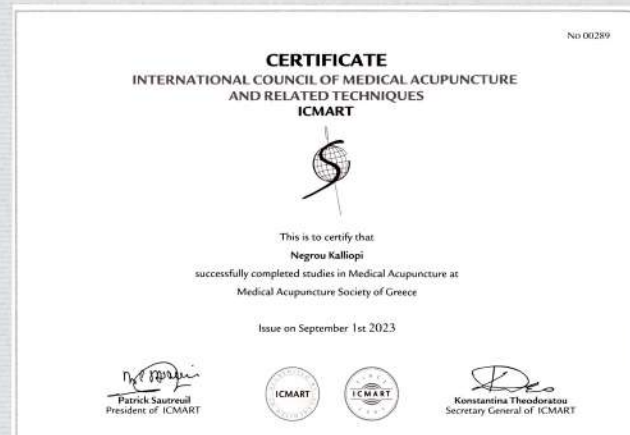 No 00289
CERTIFICATE
INTERNATIONAL COUNCIL OF MEDICAL ACUPUNCTURE
AND RELATED TECHNIQUES
ICMART
This is to certify that
Negrou Kalliopi
successfully completed studies in Medical Acupuncture at
Medical Acupuncture Society of Greece
Issue on September 1st 2023
Patrick Sautreuil
President of ICMART
ICMART
ICMART
Konstantina Theodoratou
Secretary General of ICMART